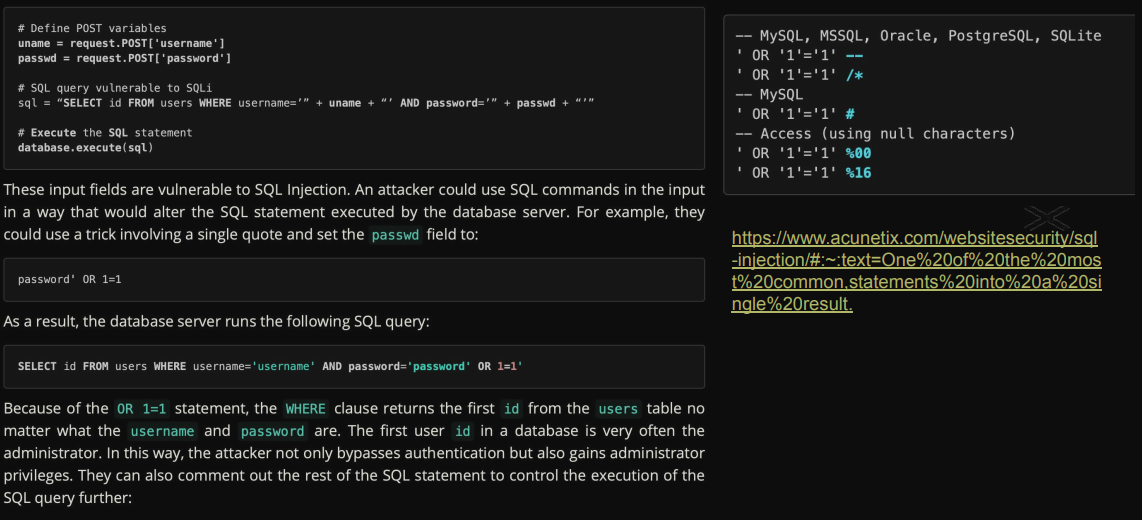 # Define POST variables
uname = request.POST['username']
passwd = request.POST['password']
# SQL query vulnerable to SQLi
sql = “SELECT id FROM users WHERE username=’” + uname + “’ AND password=’” + passwd + “’”
# Execute the SQL statement
database.execute(sql)
These input fields are vulnerable to SQL Injection. An attacker could use SQL commands in the input
in a way that would alter the SQL statement executed by the database server. For example, they
could use a trick involving a single quote and set the passwd field to:
password' OR 1=1
As a result, the database server runs the following SQL query:
SELECT id FROM users WHERE username='username' AND password='password' OR 1=1'
Because of the OR 1=1 statement, the WHERE clause returns the first id from the users table no
matter what the username and password are. The first user id in a database is very often the
administrator. In this way, the attacker not only bypasses authentication but also gains administrator
privileges. They can also comment out the rest of the SQL statement to control the execution of the
SQL query further:
-- MySQL, MSSQL, Oracle, PostgreSQL, SQLite
' OR '1'='1' --
' OR '1'='1' /*
-- MySQL
' OR '1'='1' #
-- Access (using null characters)
' OR '1'='1' %00
' OR '1'='1' %16
https://www.acunetix.com/websitesecurity/sql
-injection/#:~:text=One%20of%20the%20mos
t%20common,statements%20into%20a%20si
ngle%20result.